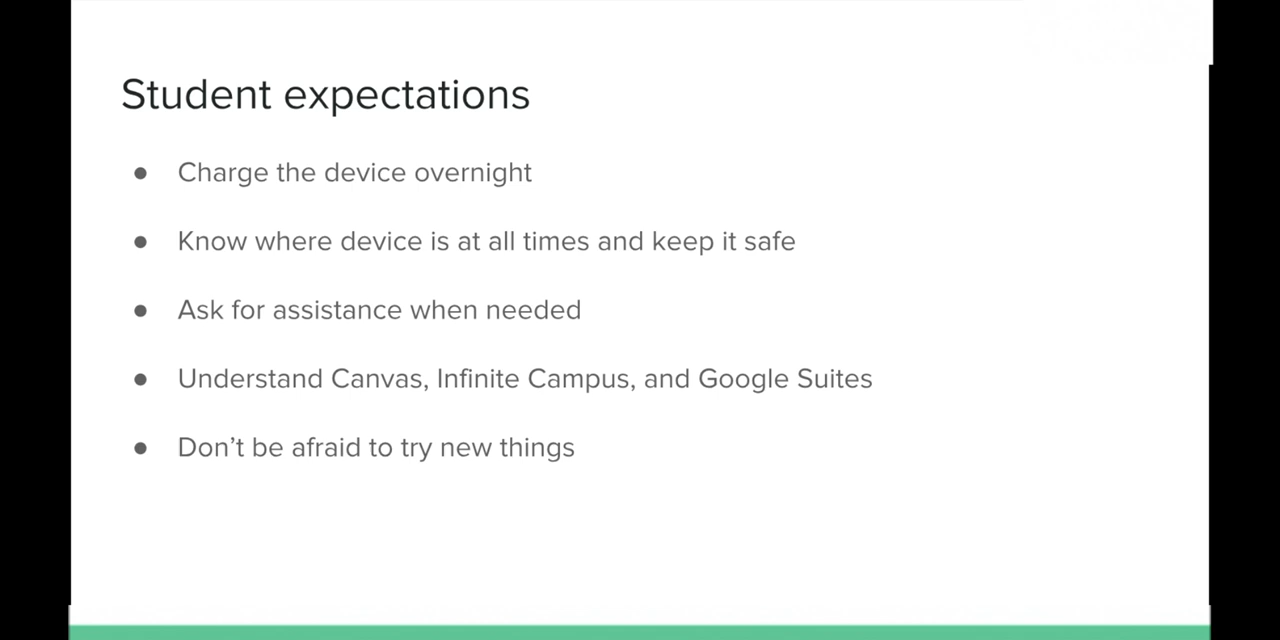 Student expectations
● Charge the device overnight
● Know where device is at all times and keep it safe
● Ask for assistance when needed
● Understand Canvas, Infinite Campus, and Google Suites
● Don’t be afraid to try new things